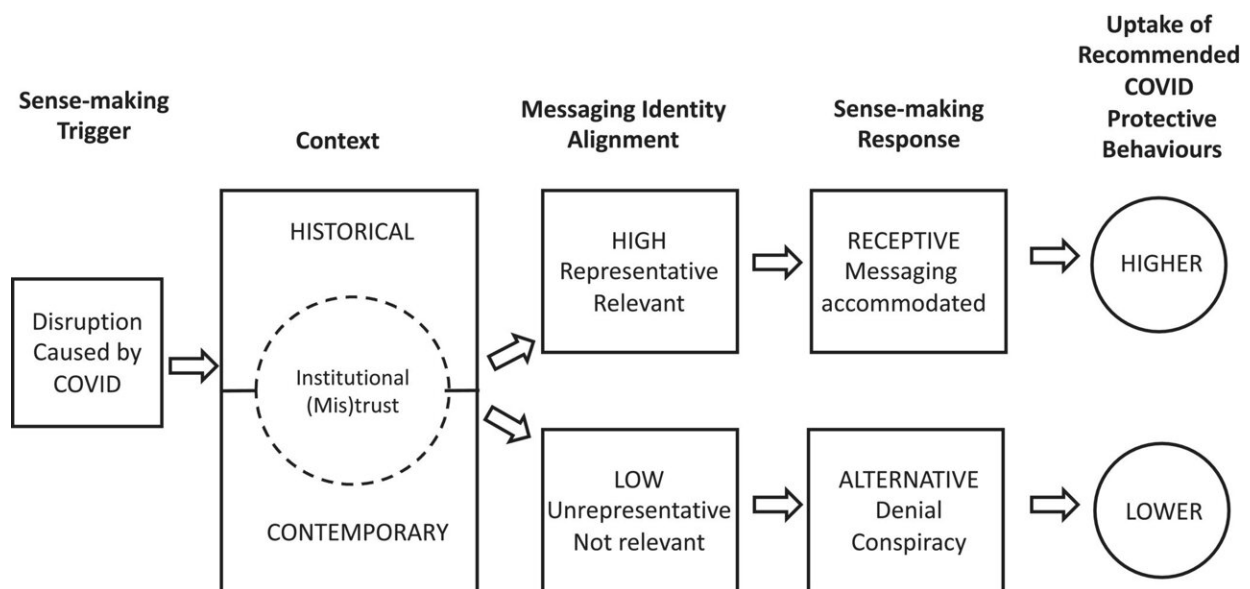 Sense-making
Trigger
Context
Messaging Identity
Alignment
Sense-making
Response
Uptake of
Recommended
COVID
Protective
Behaviours
Disruption
Caused by
COVID
HISTORICAL
Institutional
(Mis)trust
CONTEMPORARY
HIGH
Representative
Relevant
RECEPTIVE
Messaging
accommodated
HIGHER
LOW
Unrepresentative
Not relevant
ALTERNATIVE
Denial
Conspiracy
LOWER